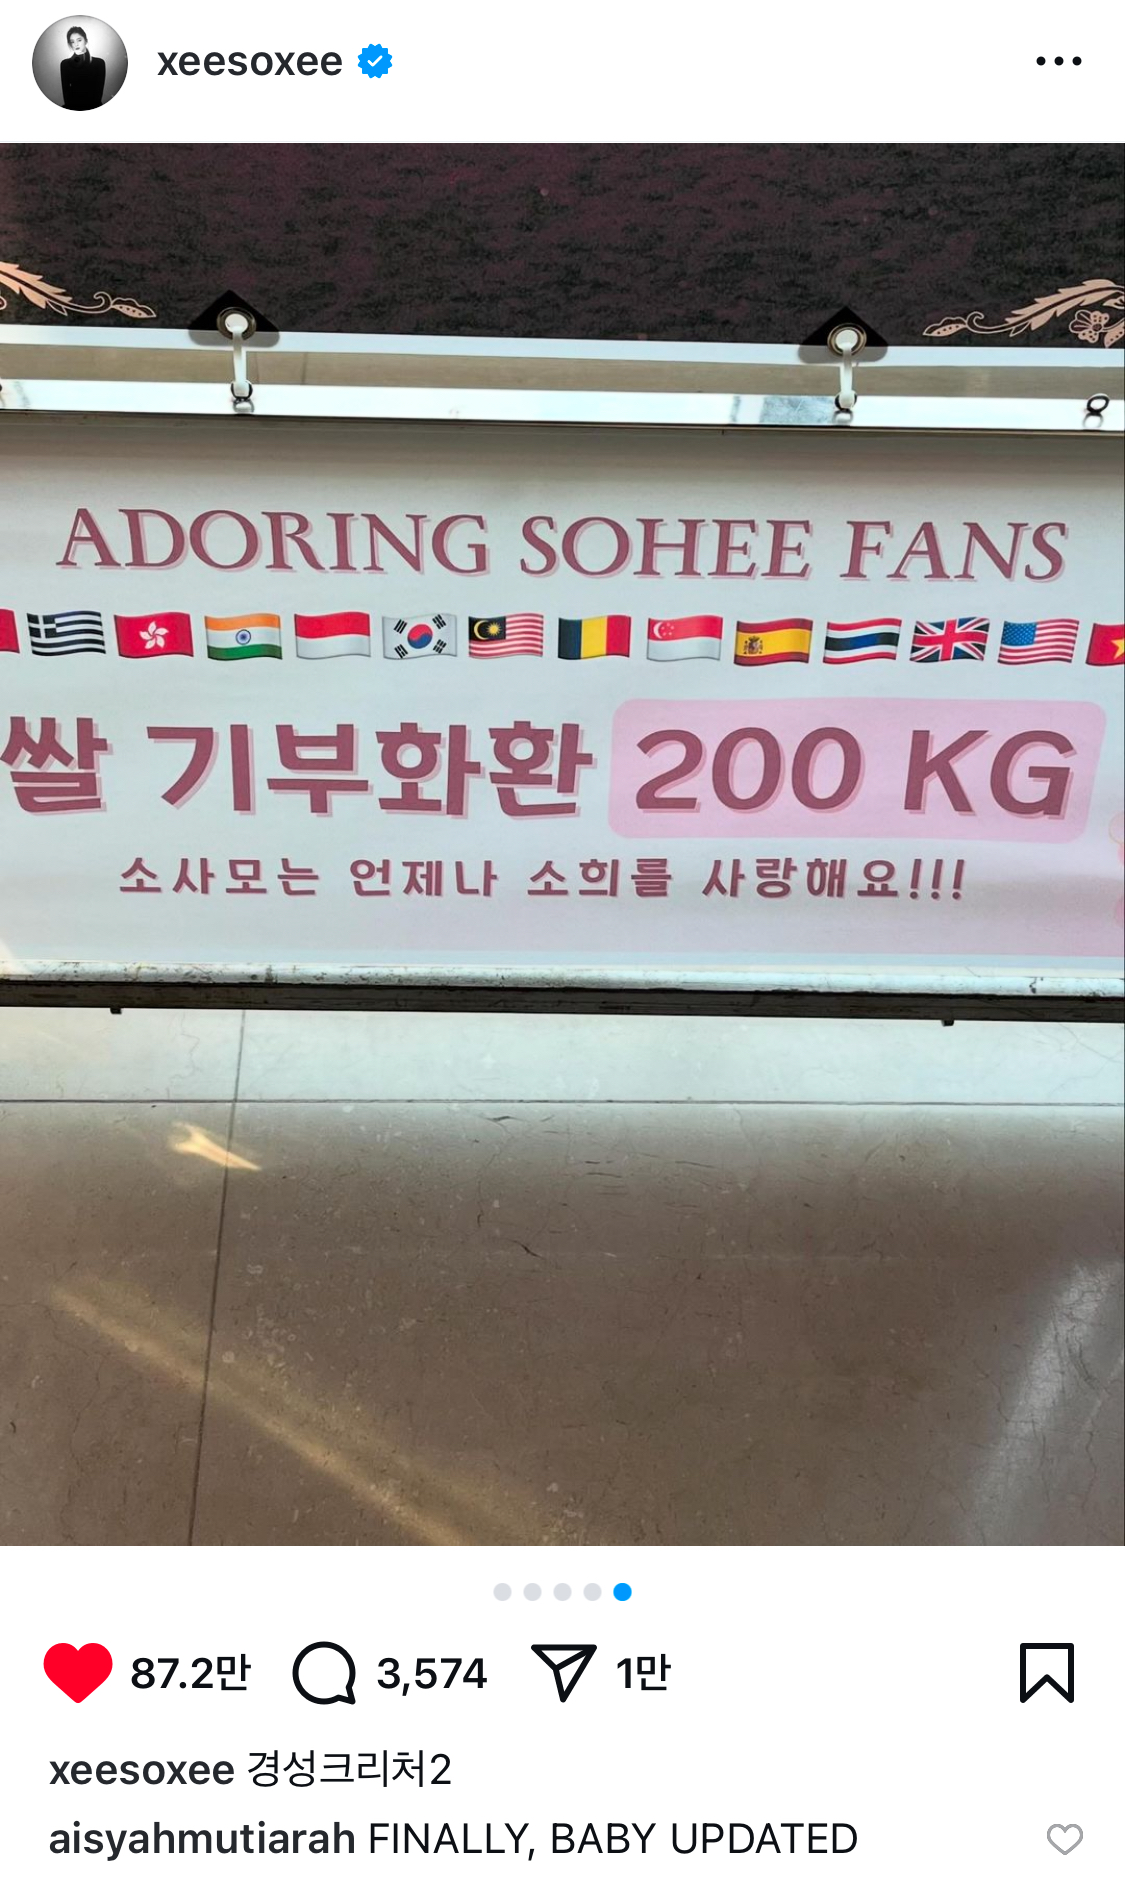 xeesoxee
ADORING SOHEE FANS
쌀 기부화환 200 KG
소사모는 언제나 소희를 사랑해요!!!
87.2만 3,574 1만
xeesoxee 경성크리처2
aisyahmutiarah FINALLY, BABY UPDATED